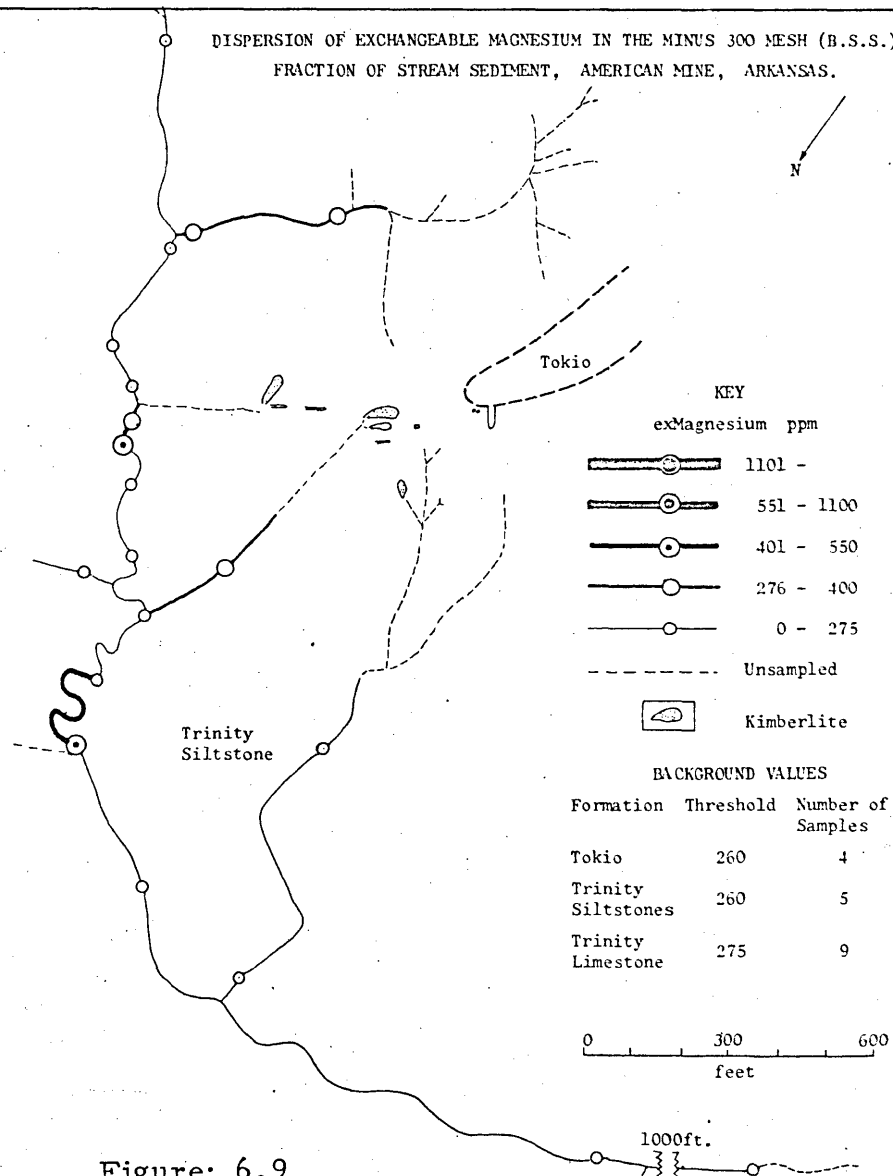 DISPERSION OF EXCHANGEABLE MAGNESIUM IN THE MINUS 300 MESH (B.S.S.)
FRACTION OF STREAM SEDIMENT, AMERICAN MINE, ARKANSAS.
N
Tokio
KEY
exMagnesium ppm
1101 -
551 - 1100
401 - 550
276 - 400
0 - 275
Unsampled
Kimberlite
Trinity
Siltstone
BACKGROUND VALUES
Formation Threshold Number of
Samples
Tokio 260 4
Trinity
Siltstones 260 5
Trinity
Limestone 275 9
0 300 600
feet
1000ft.
Figure: 6.9